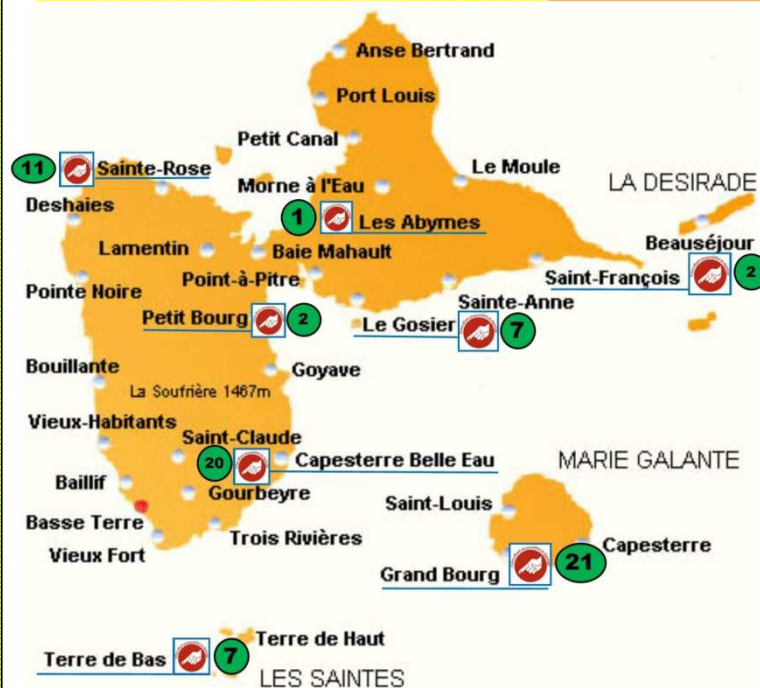 Anse Bertrand
Port Louis
Petit Canal
11 Sainte-Rose
Le Moule
LA DESIRADE
Morne à l'Eau
Deshaies
1 Les Abymes
Lamentin
Baie Mahault
Beauséjour
Pointe Noire
Point-à-Pitre
Saint-François 2
Petit Bourg 2
Sainte-Anne
Le Gosier 7
Bouillante
Goyave
La Soufrière 1467m
Vieux-Habitants
Saint-Claude
20 Capesterre Belle Eau
MARIE GALANTE
Baillif
Gourbeyre
Saint-Louis
Basse Terre
Trois Rivières
Capesterre
Vieux Fort
Grand Bourg 21
Terre de Haut
Terre de Bas 7
LES SAINTES